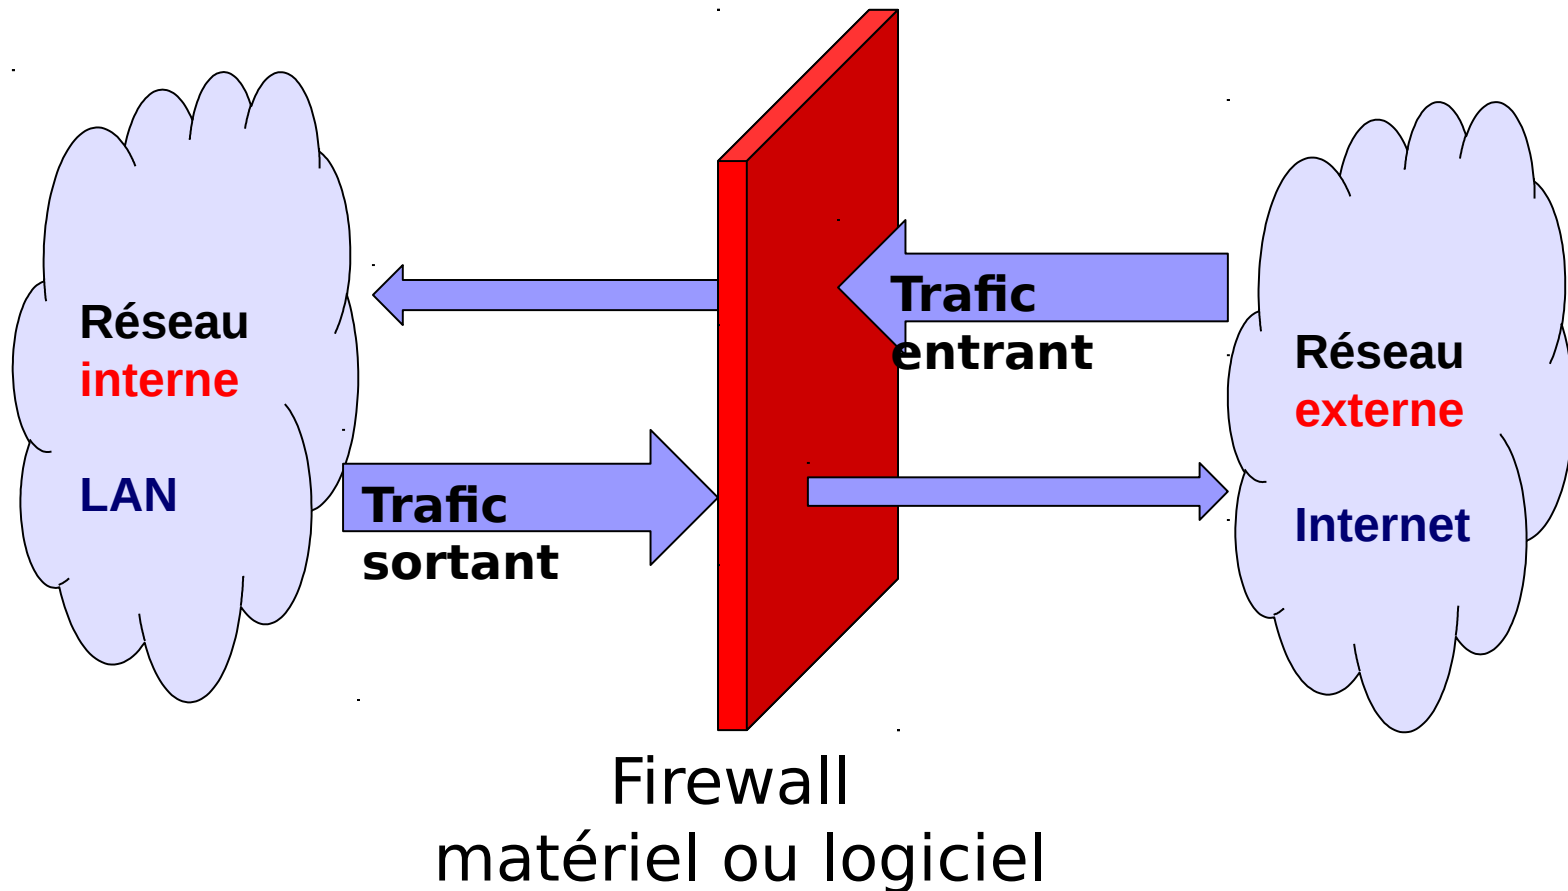 Réseau
interne
LAN
Trafic
sortant
Trafic
entrant
Réseau
externe
Internet
Firewall
matériel ou logiciel